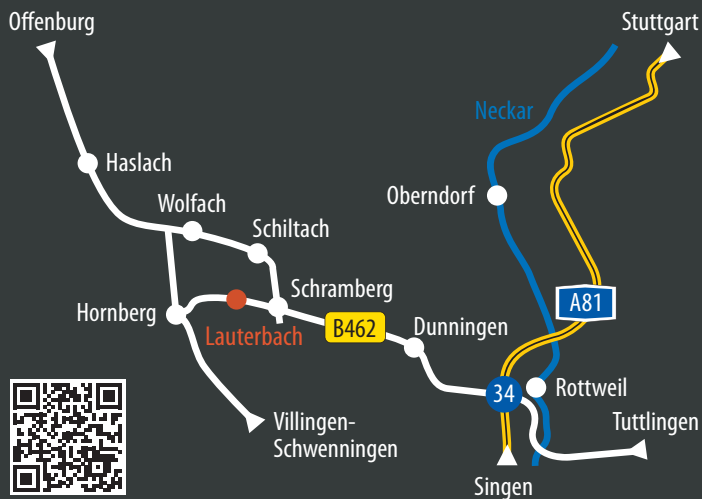 Offenburg
Stuttgart
Neckar
Haslach
Oberndorf
Wolfach
Schiltach
Schramberg
A81
Hornberg
Lauterbach
B462
Dunningen
34
Rottweil
Villingen-
Schwenningen
Tuttlingen
Singen